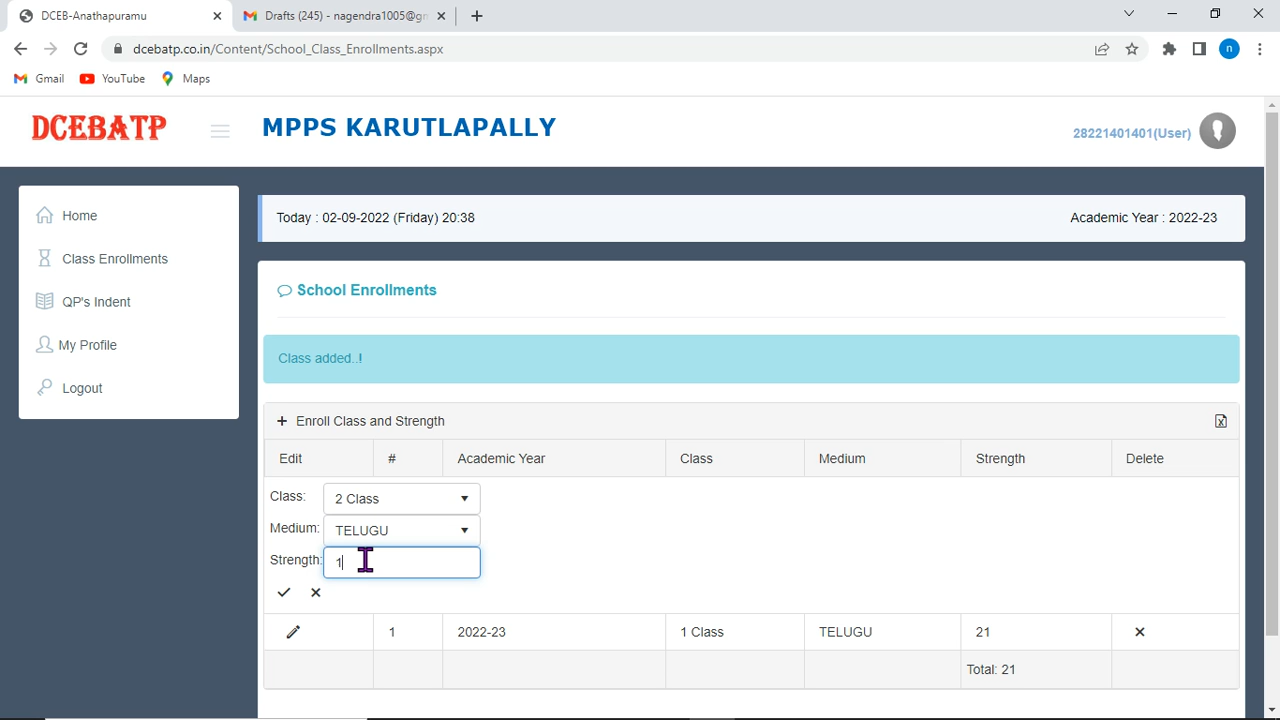 DCEB-Anathapuramu
Drafts (245) - nagendra1005@gm
dcebatp.co.in/Content/School_Class_Enrollments.aspx
n
Gmail YouTube Maps
DCEBATP
MPPS KARUTLAPALLY
28221401401(User)
Home
Class Enrollments
QP's Indent
My Profile
Logout
Today : 02-09-2022 (Friday) 20:38
Academic Year : 2022-23
School Enrollments
Class added..!
Enroll Class and Strength
Edit # Academic Year Class Medium Strength Delete
Class: 2 Class
Medium: TELUGU
Strength: 1
1 2022-23 1 Class TELUGU 21
Total: 21